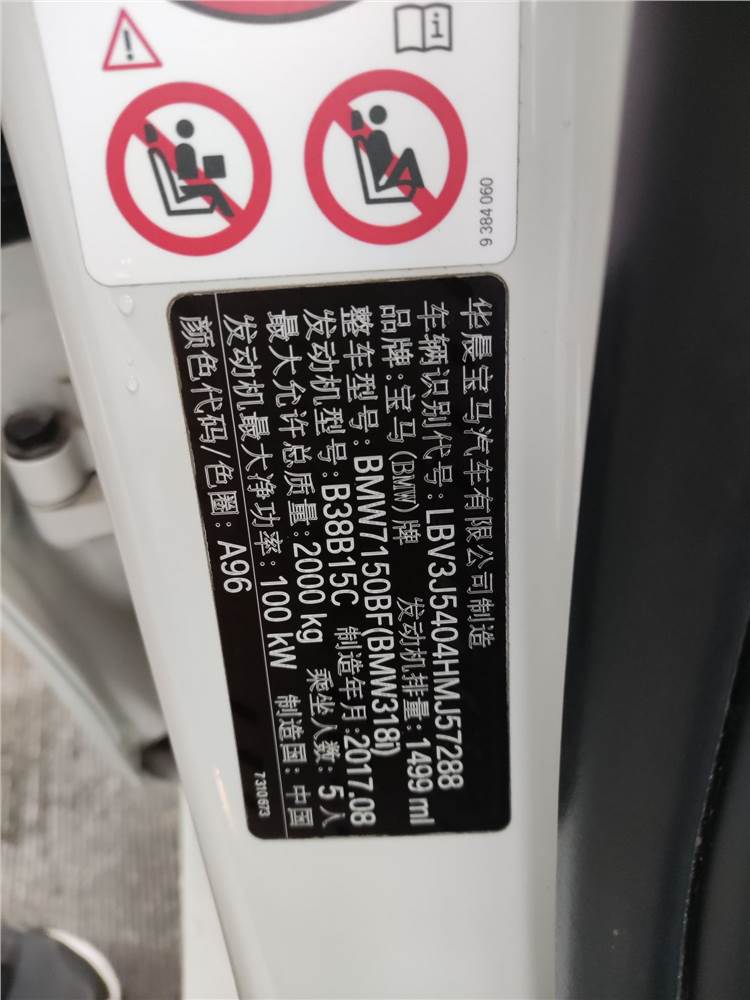 9 384 060
华晨宝马汽车有限公司制造
车辆识别代号:LBV3J5404HMJ57288
品牌:宝马(BMW)牌 发动机排量:1499 ml
整车型号:BMW7150BF(BMW318i)
发动机型号:B38B15C 制造年月:2017.08
最大允许总质量:2000 kg 乘坐人数:5人
发动机最大净功率:100 kW 制造国:中国
颜色代码/色圈:A96
7310673